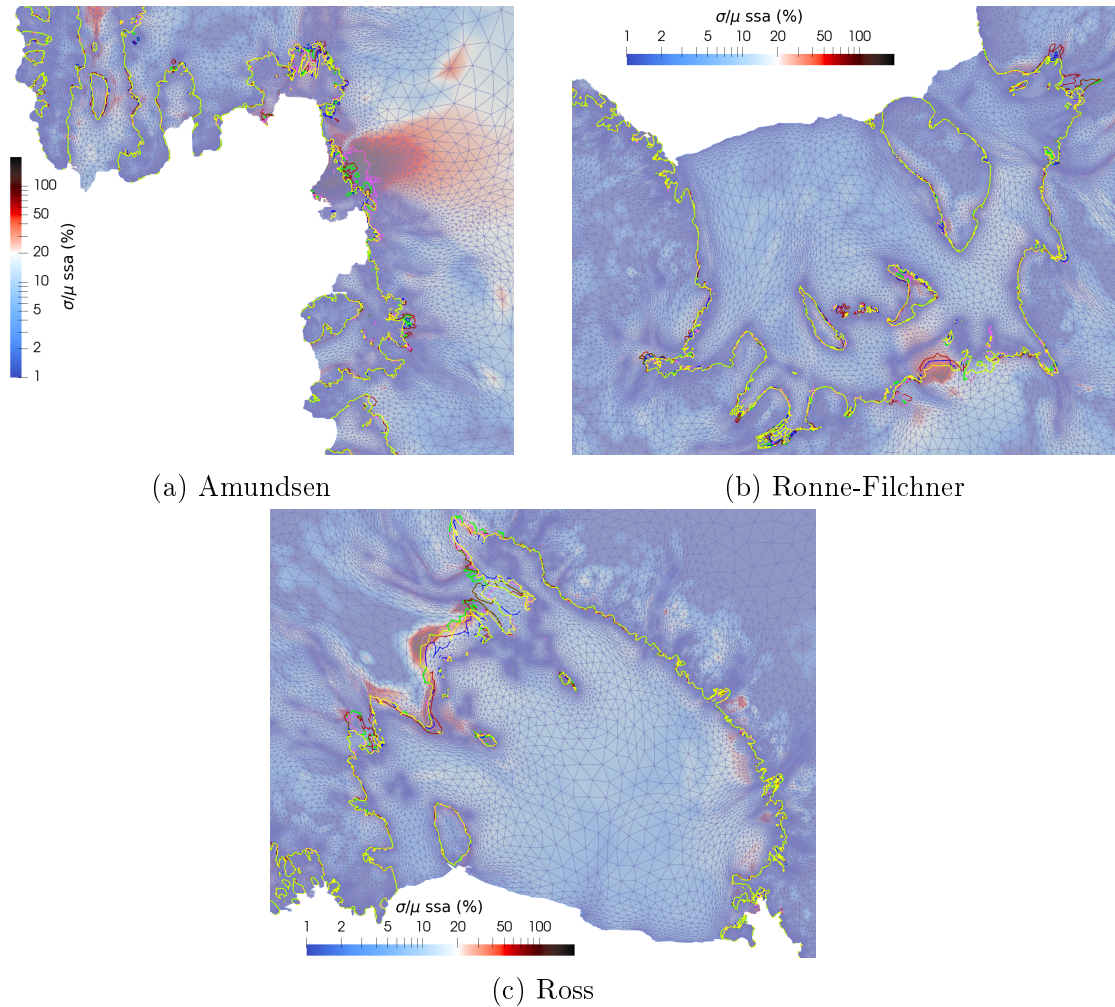 σ/μ ssa (%)
100
50
20
10
5
2
1
σ/μ ssa (%)
1 2 5 10 20 50 100
(a) Amundsen
(b) Ronne-Filchner
σ/μ ssa (%)
1 2 5 10 20 50 100
(c) Ross